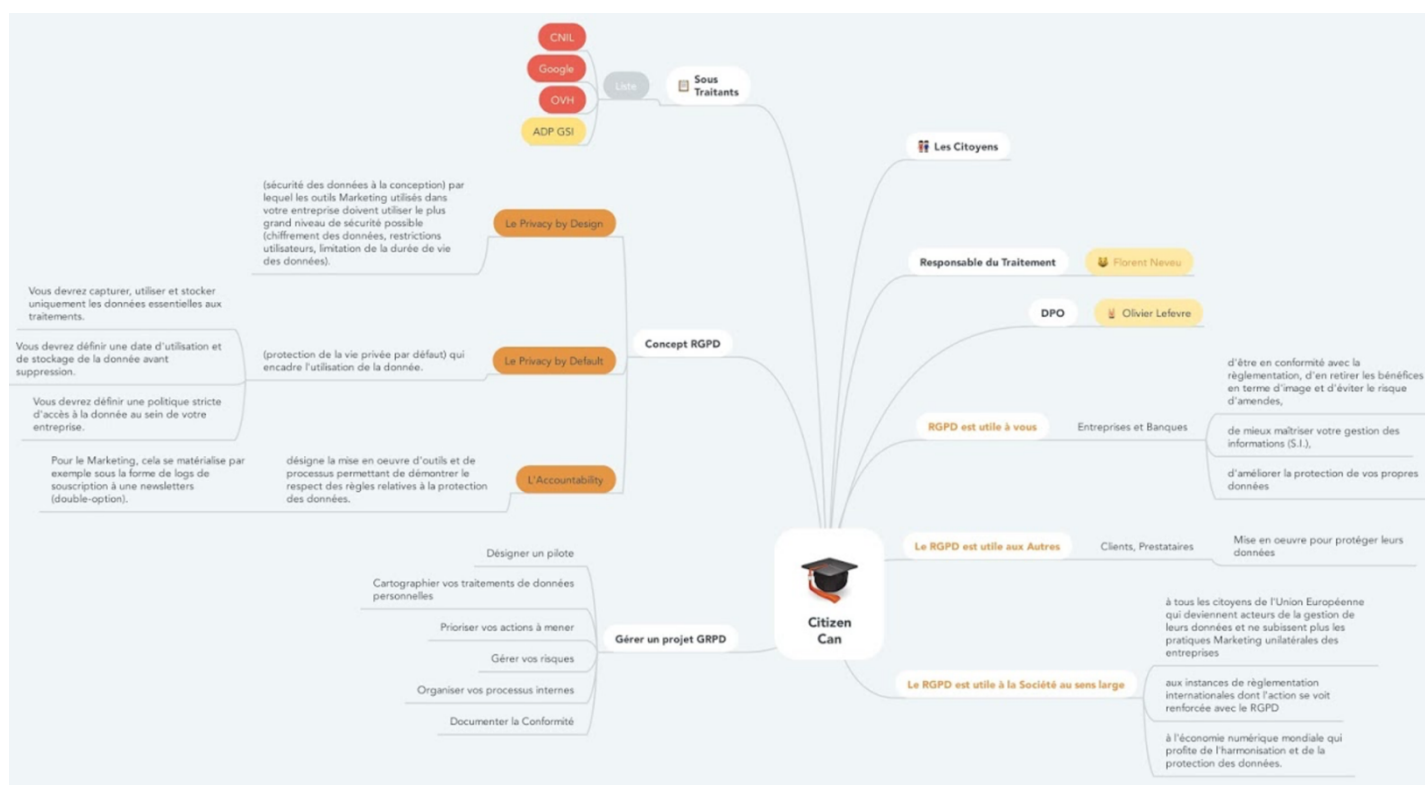 CNIL
Google
OVH
ADP GSI
Liste
Sous
Traitants
(sécurité des données à la conception) par
lequel les outils Marketing utilisés dans
votre entreprise doivent utiliser le plus
grand niveau de sécurité possible
(chiffrement des données, restrictions
utilisateurs, limitation de la durée de vie
des données).
Le Privacy by Design
Vous devrez capturer, utiliser et stocker
uniquement les données essentielles aux
traitements.
Vous devrez définir une date d'utilisation et
de stockage de la donnée avant
suppression.
Vous devrez définir une politique stricte
d'accès à la donnée au sein de votre
entreprise.
(protection de la vie privée par défaut) qui
encadre l'utilisation de la donnée.
Le Privacy by Default
Concept RGPD
Pour le Marketing, cela se matérialise par
exemple sous la forme de logs de
souscription à une newsletters
(double-option).
désigne la mise en oeuvre d'outils et de
processus permettant de démontrer le
respect des règles relatives à la protection
des données.
L'Accountability
Désigner un pilote
Cartographier vos traitements de données
personnelles
Prioriser vos actions à mener
Gérer vos risques
Organiser vos processus internes
Documenter la Conformité
Gérer un projet GRPD
Citizen
Can
Les Citoyens
Responsable du Traitement
Florent Neveu
DPO
Olivier Lefevre
RGPD est utile à vous
Entreprises et Banques
d'être en conformité avec la
règlementation, d'en retirer les bénéfices
en terme d'image et d'éviter le risque
d'amendes,
de mieux maîtriser votre gestion des
informations (S.I.),
d'améliorer la protection de vos propres
données
Le RGPD est utile aux Autres
Clients, Prestataires
Mise en oeuvre pour protéger leurs
données
Le RGPD est utile à la Société au sens large
à tous les citoyens de l'Union Européenne
qui deviennent acteurs de la gestion de
leurs données et ne subissent plus les
pratiques Marketing unilatérales des
entreprises
aux instances de règlementation
internationales dont l'action se voit
renforcée avec le RGPD
à l'économie numérique mondiale qui
profite de l'harmonisation et de la
protection des données.